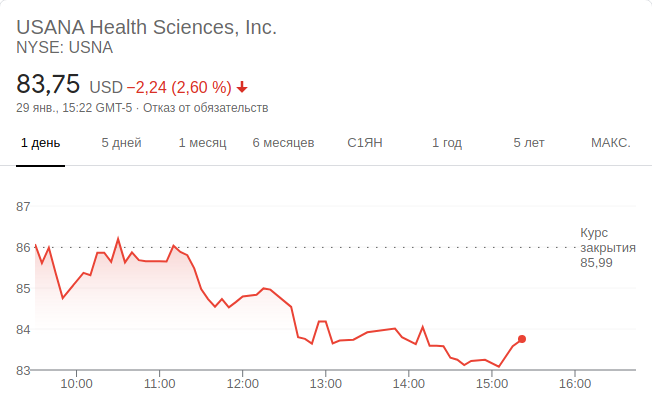 USANA Health Sciences, Inc.
NYSE: USNA
83,75 USD −2,24 (2,60 %)
29 янв., 15:22 GMT-5 · Отказ от обязательств
1 день 5 дней 1 месяц 6 месяцев С1ЯН 1 год 5 лет МАКС.
87
86
85
84
83
Курс
закрытия
85,99
10:00 11:00 12:00 13:00 14:00 15:00 16:00